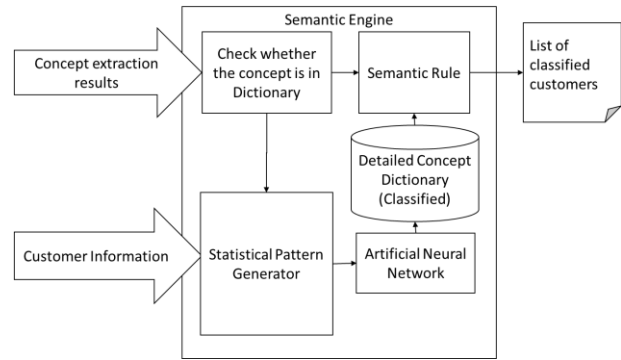 Semantic Engine
Concept extraction
results
Check whether
the concept is in
Dictionary
Semantic Rule
List of
classified
customers
Detailed Concept
Dictionary
(Classified)
Customer Information
Statistical Pattern
Generator
Artificial Neural
Network